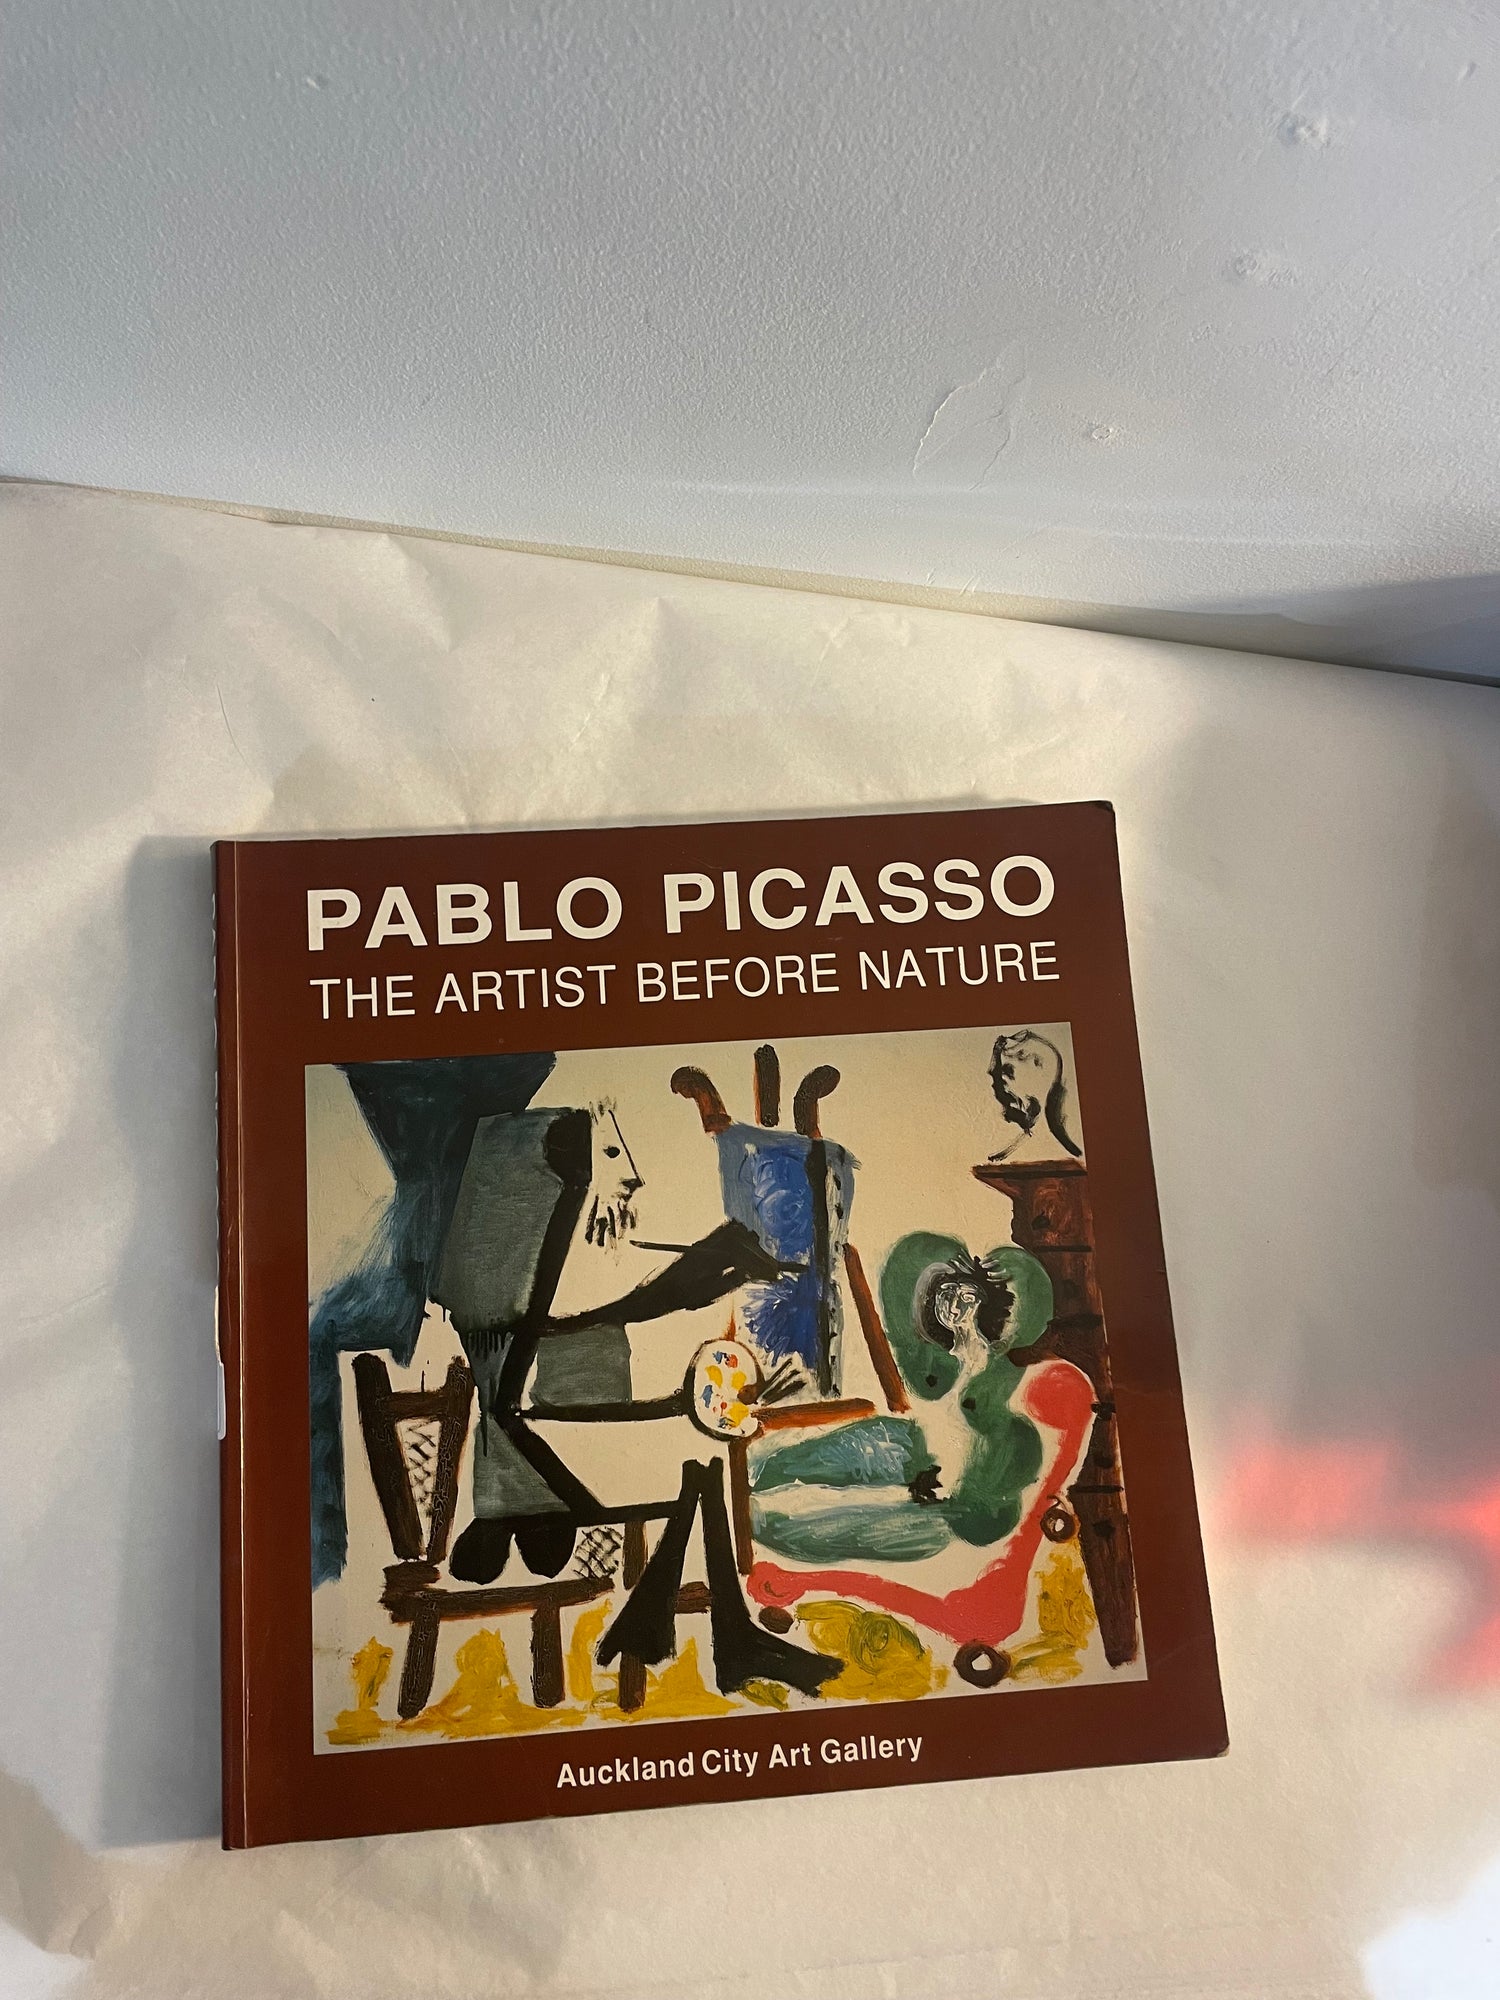 PABLO PICASSO
THE ARTIST BEFORE NATURE
Auckland City Art Gallery